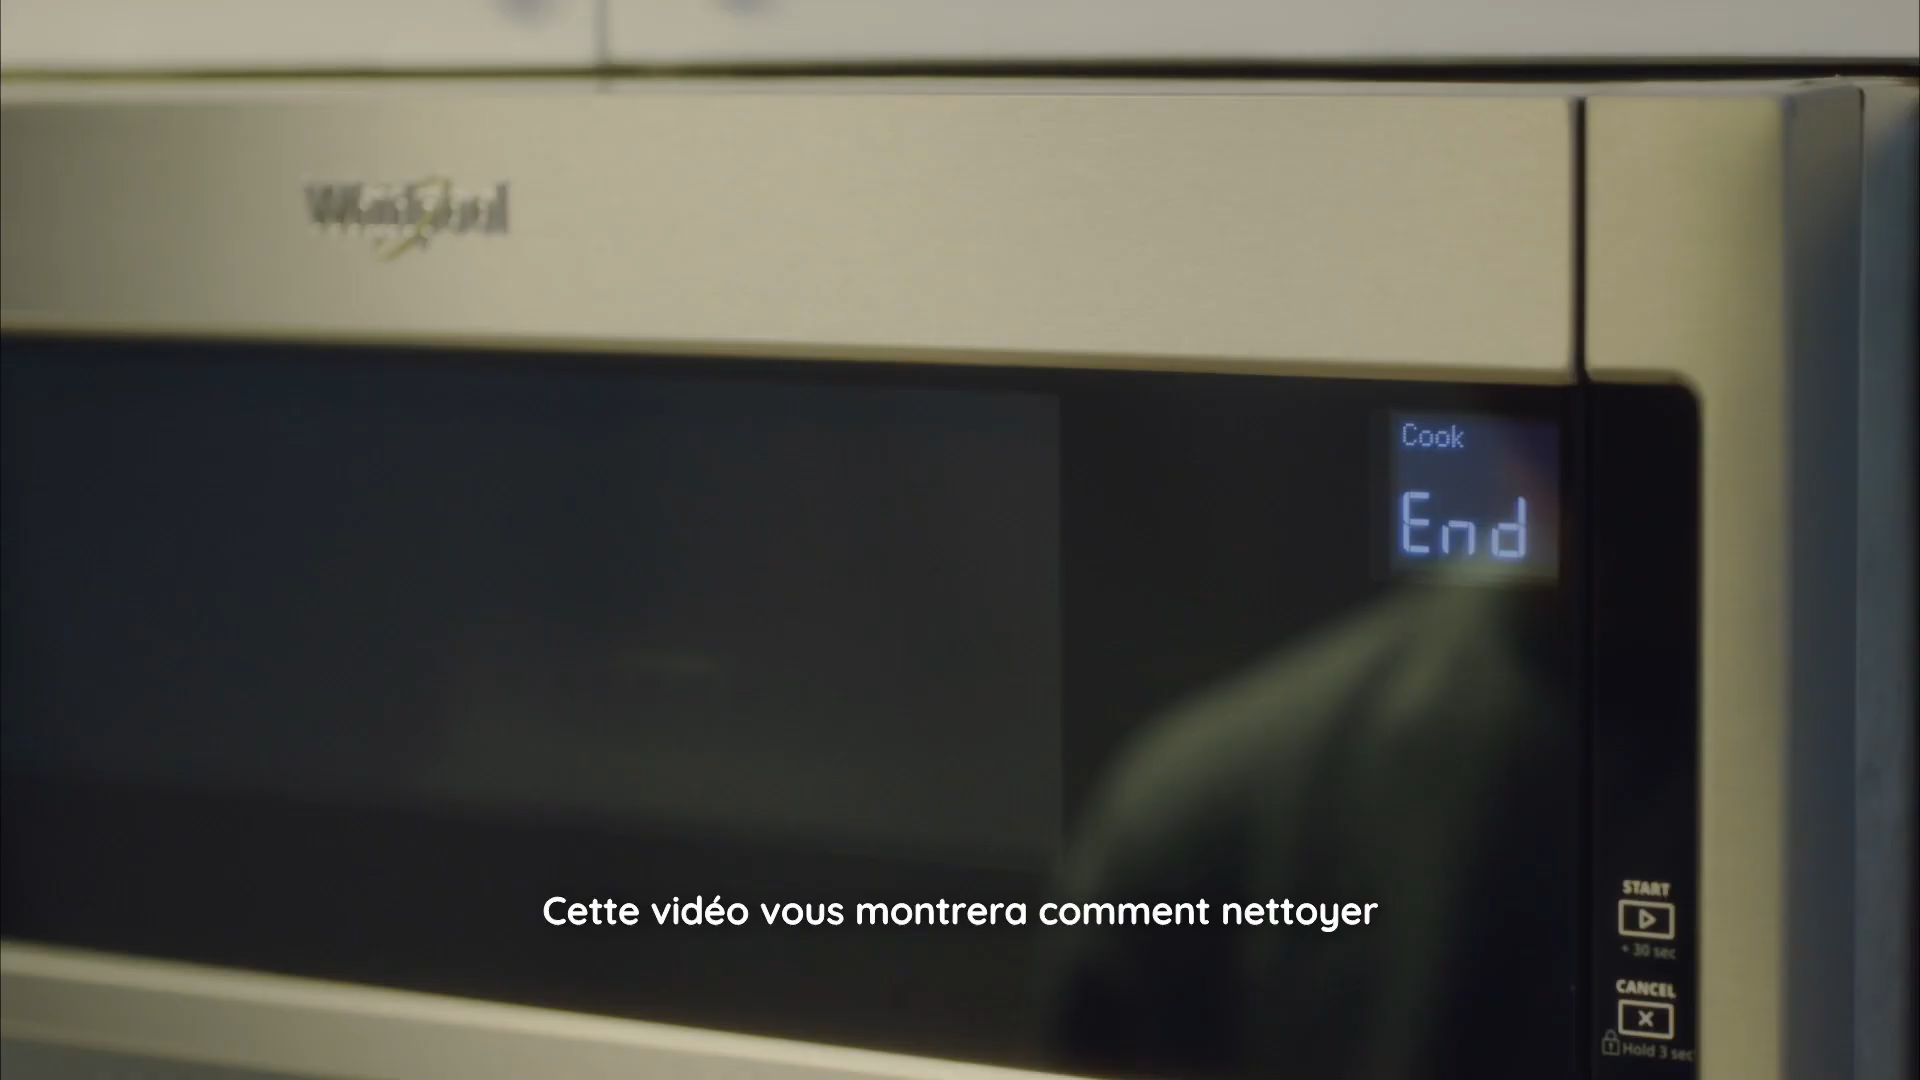 Whirlpool
Cook
End
Cette vidéo vous montrera comment nettoyer
START
+ 30 sec
CANCEL
Hold 3 sec